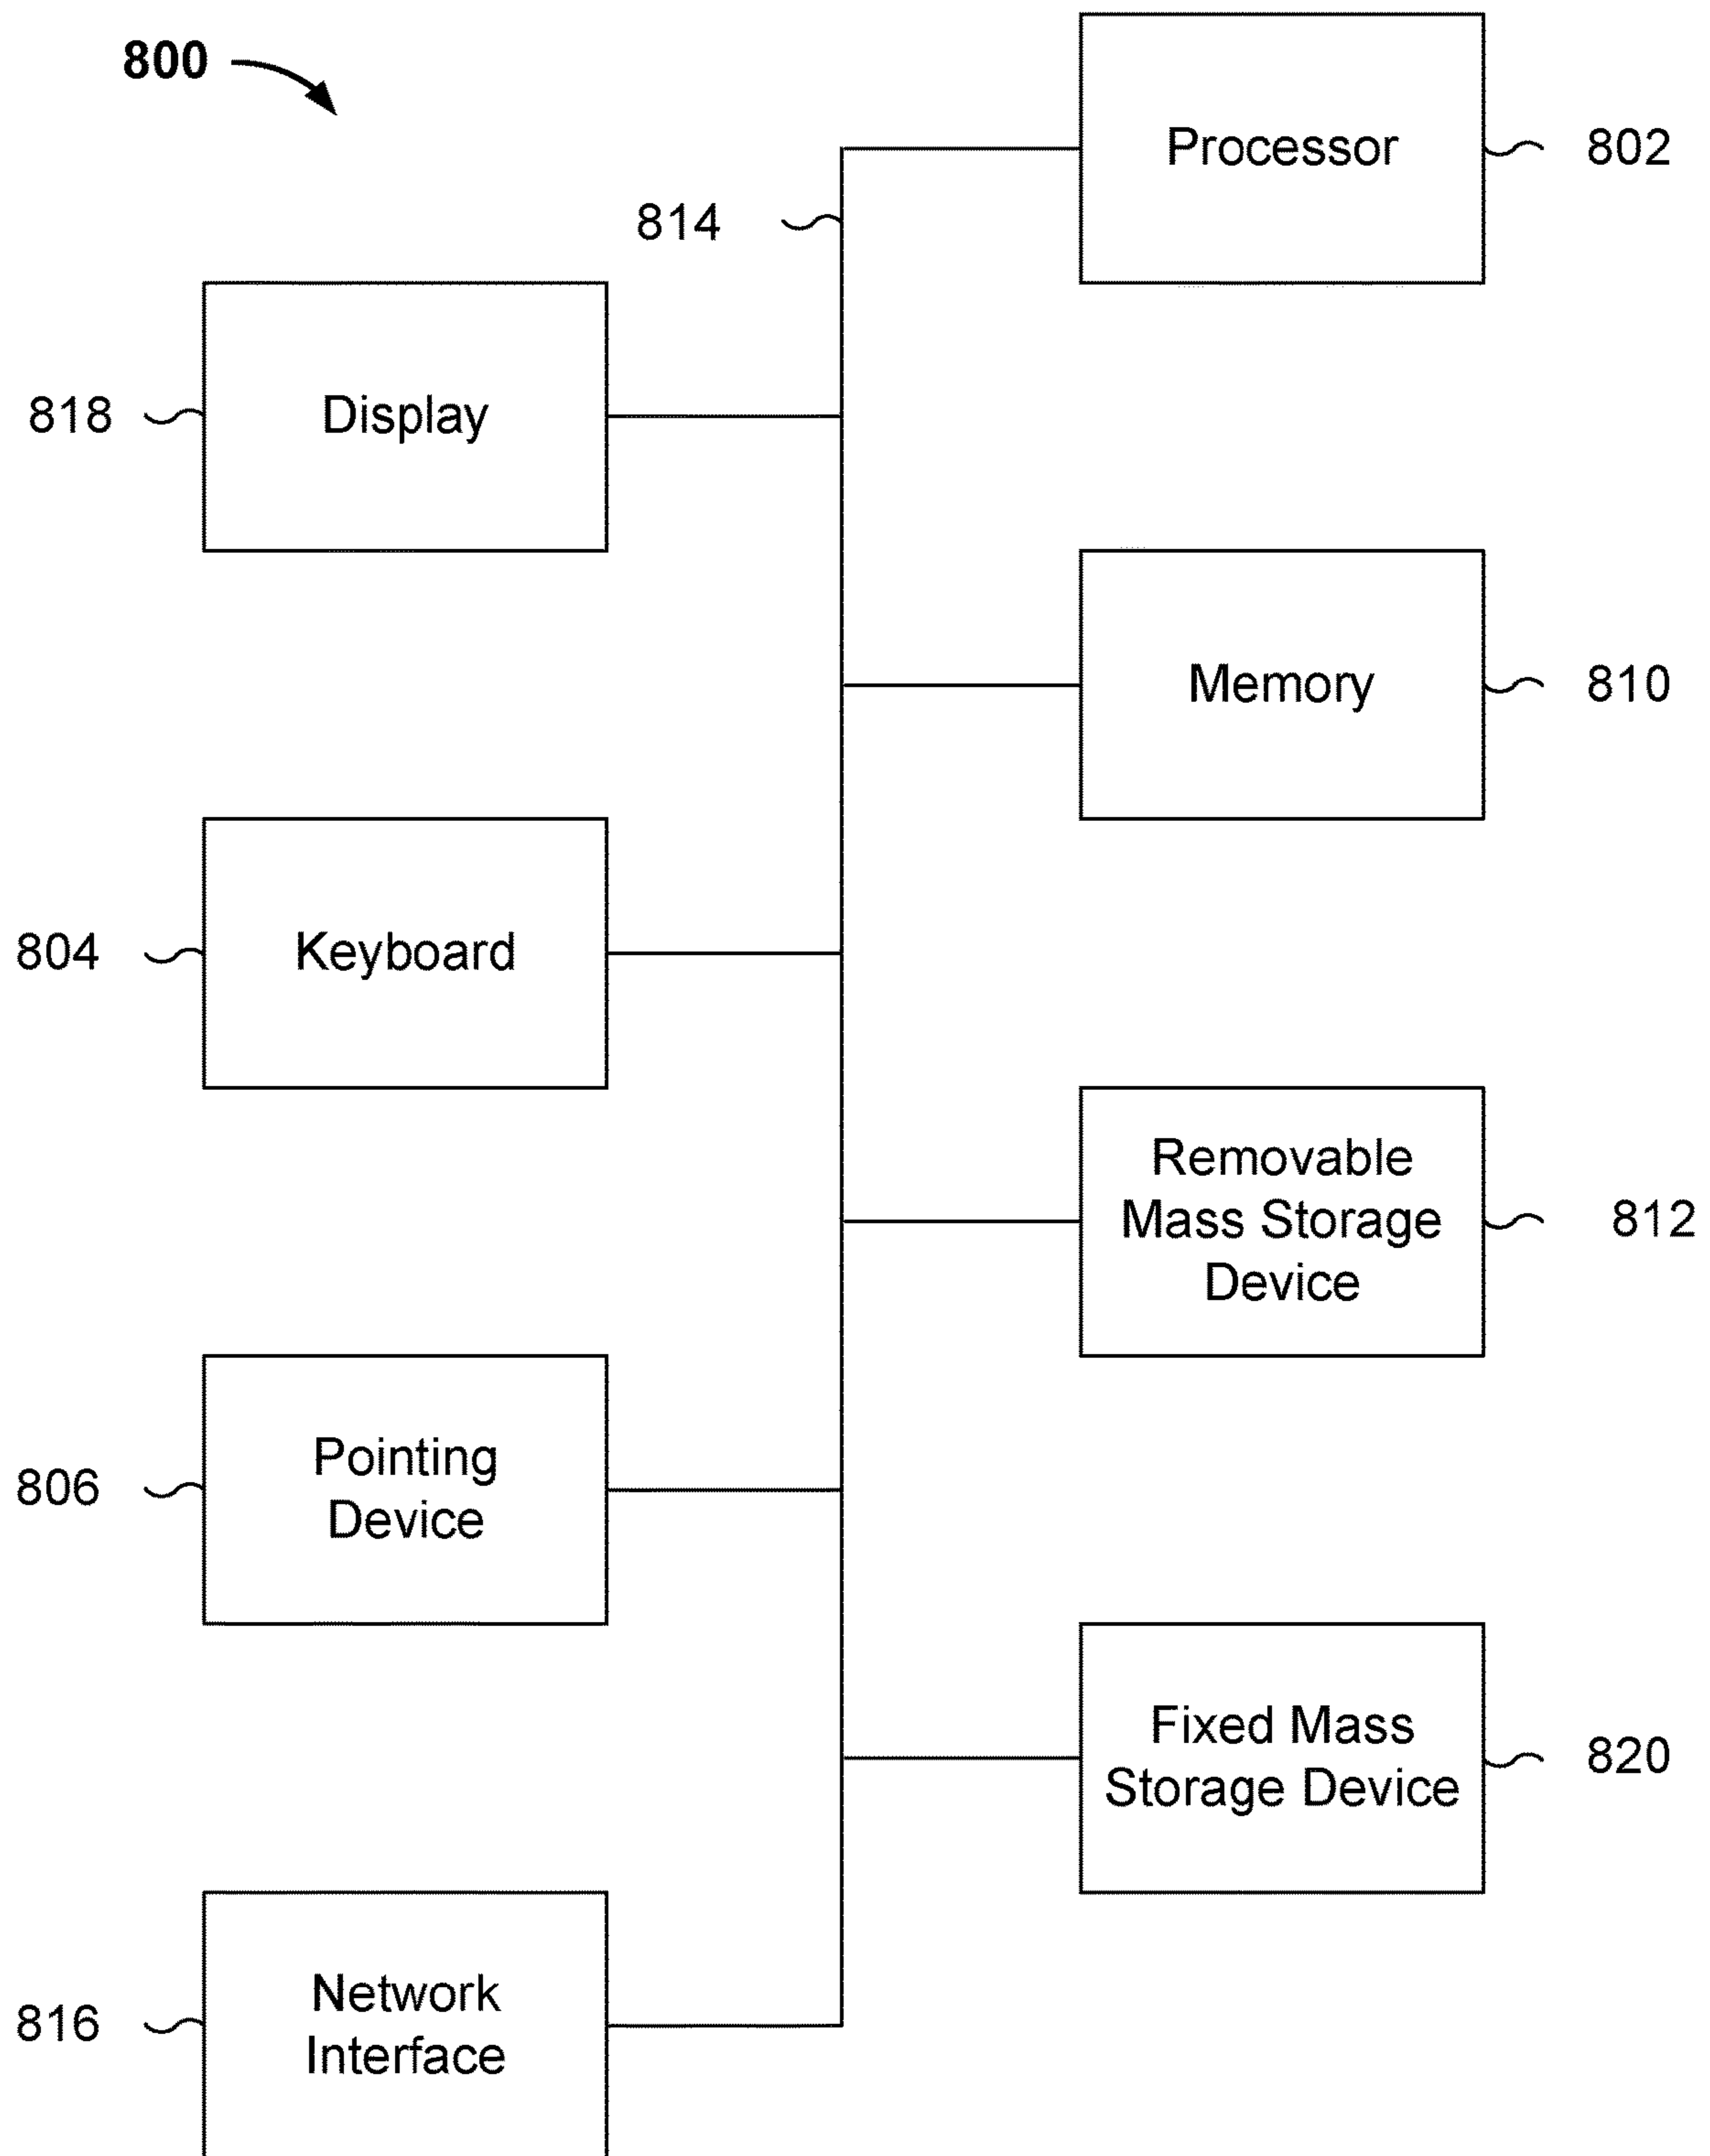 800
Processor
802
814
818
Display
Memory
810
804
Keyboard
Removable
Mass Storage
Device
812
806
Pointing
Device
Fixed Mass
Storage Device
820
816
Network
Interface